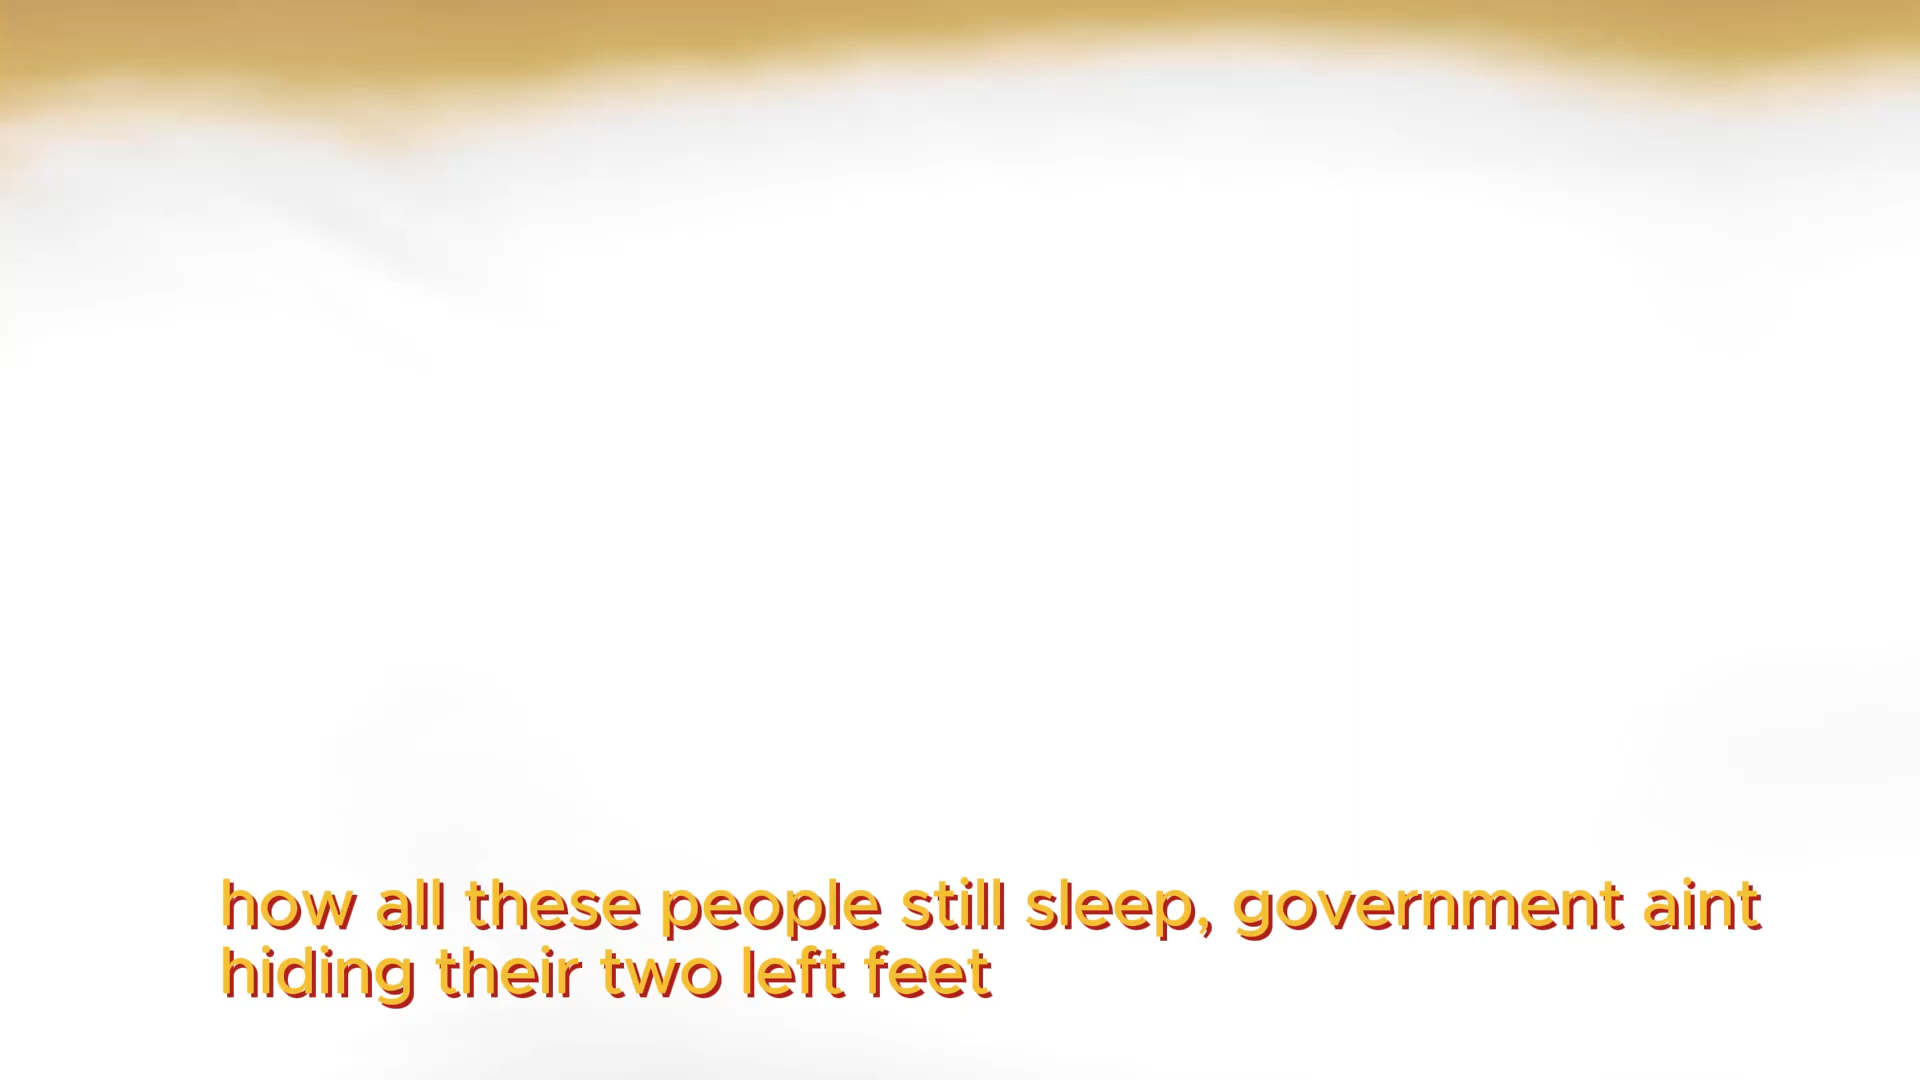 how all these people still sleep, government aint
hiding their two left feet